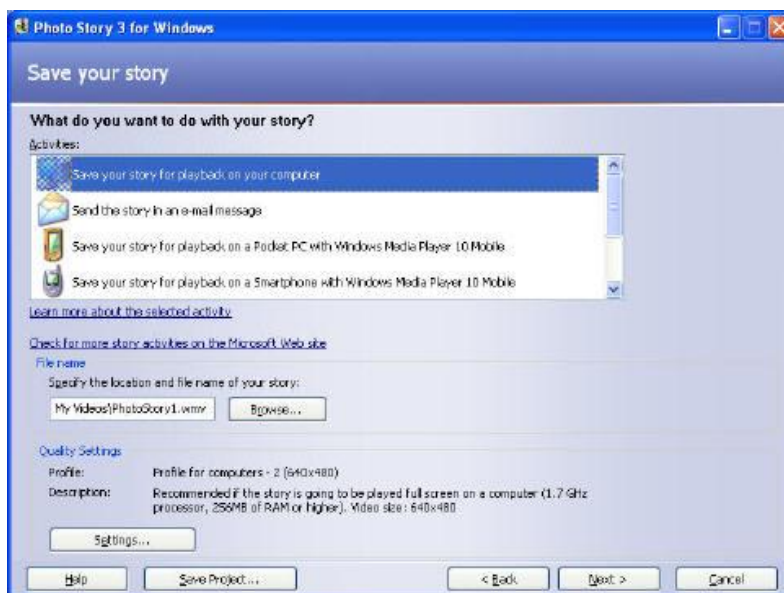 Photo Story 3 for Windows
Save your story
What do you want to do with your story?
Activities:
Save your story for playback on your computer
Send the story in an e-mail message
Save your story for playback on a Pocket PC with Windows Media Player 10 Mobile
Save your story for playback on a Smartphone with Windows Media Player 10 Mobile
Learn more about the selected activity
Check for more story activities on the Microsoft Web site
File name
Specify the location and file name of your story:
My Videos\PhotoStory1.wmv Browse...
Quality Settings
Profile: Profile for computers - 2 (640x480)
Description: Recommended if the story is going to be played full screen on a computer (1.7 GHz
processor, 256MB of RAM or higher). Video size: 640x480
Settings...
Help Save Project... < Back Next > Cancel